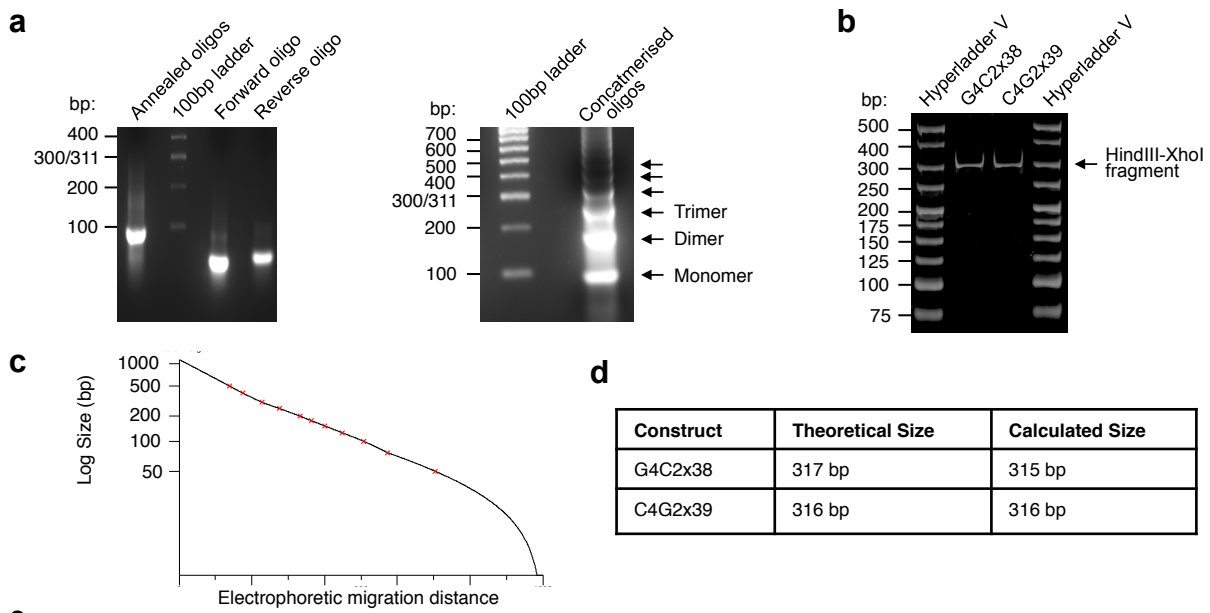 a
Annealed oligos
100bp ladder
Forward oligo
Reverse oligo
bp:
400
300/311
200
100
100bp ladder
Concatmerised
oligos
bp:
700
600
500
400
300/311
200
100
Trimer
Dimer
Monomer
b
Hyperladder V
G4C2x38
C4G2x39
Hyperladder V
bp:
500
400
300
250
200
175
150
125
100
75
HindIII-XhoI
fragment
c
Log Size (bp)
1000
500
200
100
50
Electrophoretic migration distance
d
Construct Theoretical Size Calculated Size
G4C2x38 317 bp 315 bp
C4G2x39 316 bp 316 bp